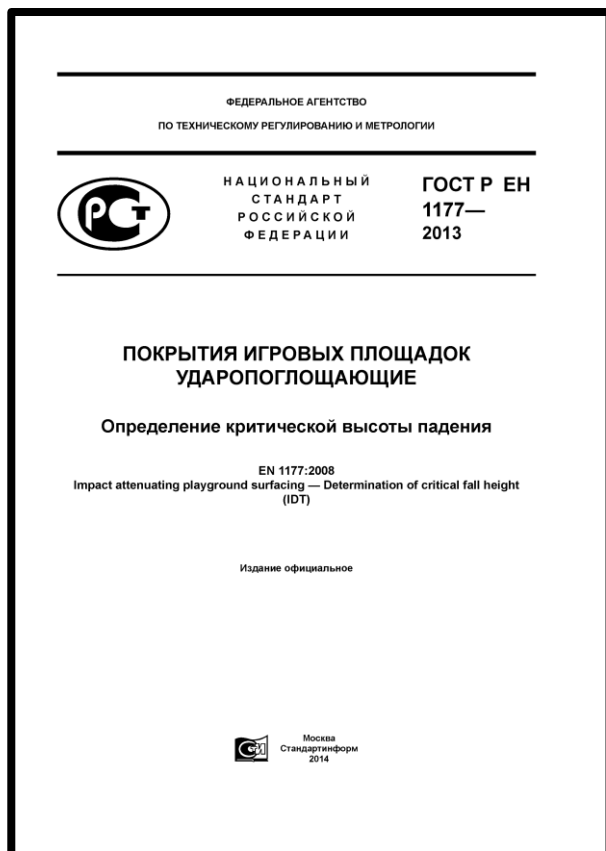 ФЕДЕРАЛЬНОЕ АГЕНТСТВО
ПО ТЕХНИЧЕСКОМУ РЕГУЛИРОВАНИЮ И МЕТРОЛОГИИ
РСТ
НАЦИОНАЛЬНЫЙ
СТАНДАРТ
РОССИЙСКОЙ
ФЕДЕРАЦИИ
ГОСТ Р ЕН
1177—
2013
ПОКРЫТИЯ ИГРОВЫХ ПЛОЩАДОК
УДАРОПОГЛОЩАЮЩИЕ
Определение критической высоты падения
EN 1177:2008
Impact attenuating playground surfacing — Determination of critical fall height
(IDT)
Издание официальное
Москва
Стандартинформ
2014